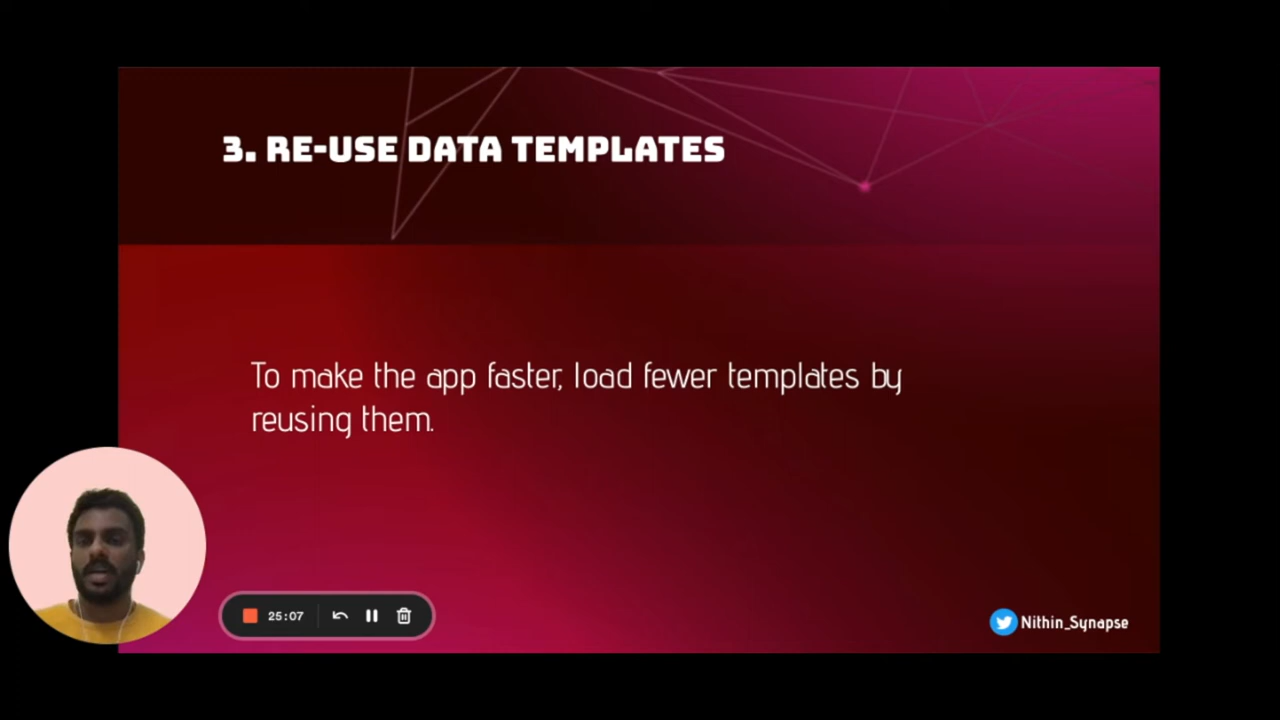 3. RE-USE DATA TEMPLATES
To make the app faster, load fewer templates by
reusing them.
25:07
Nithin_Synapse